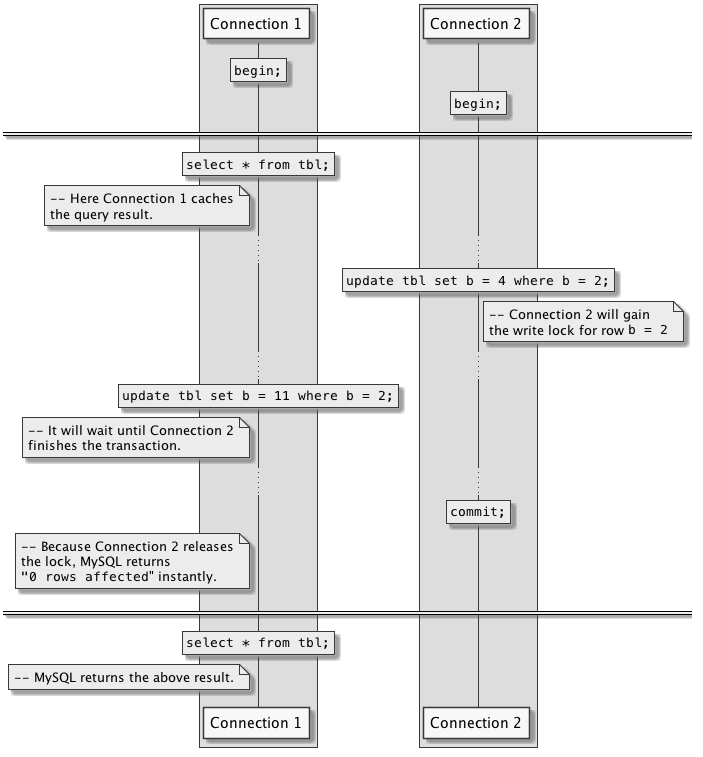 Connection 1
Connection 2
begin;
begin;
select * from tbl;
-- Here Connection 1 caches
the query result.
update tbl set b = 4 where b = 2;
-- Connection 2 will gain
the write lock for row b = 2
update tbl set b = 11 where b = 2;
-- It will wait until Connection 2
finishes the transaction.
commit;
-- Because Connection 2 releases
the lock, MySQL returns
"0 rows affected" instantly.
select * from tbl;
-- MySQL returns the above result.
Connection 1
Connection 2